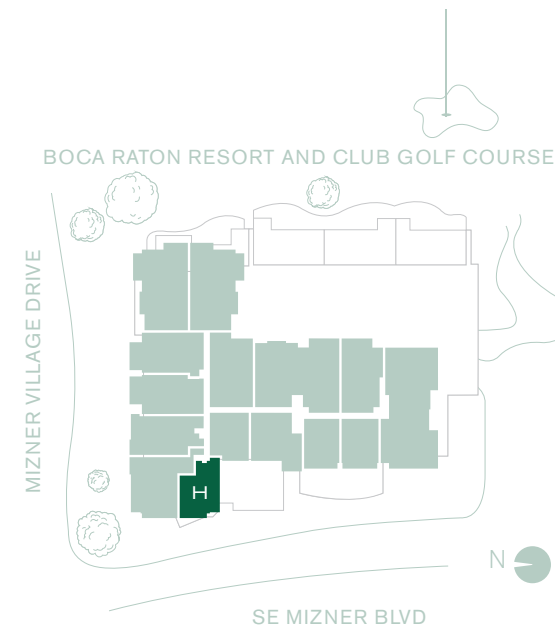 BOCA RATON RESORT AND CLUB GOLF COURSE
MIZNER VILLAGE DRIVE
H
N
SE MIZNER BLVD